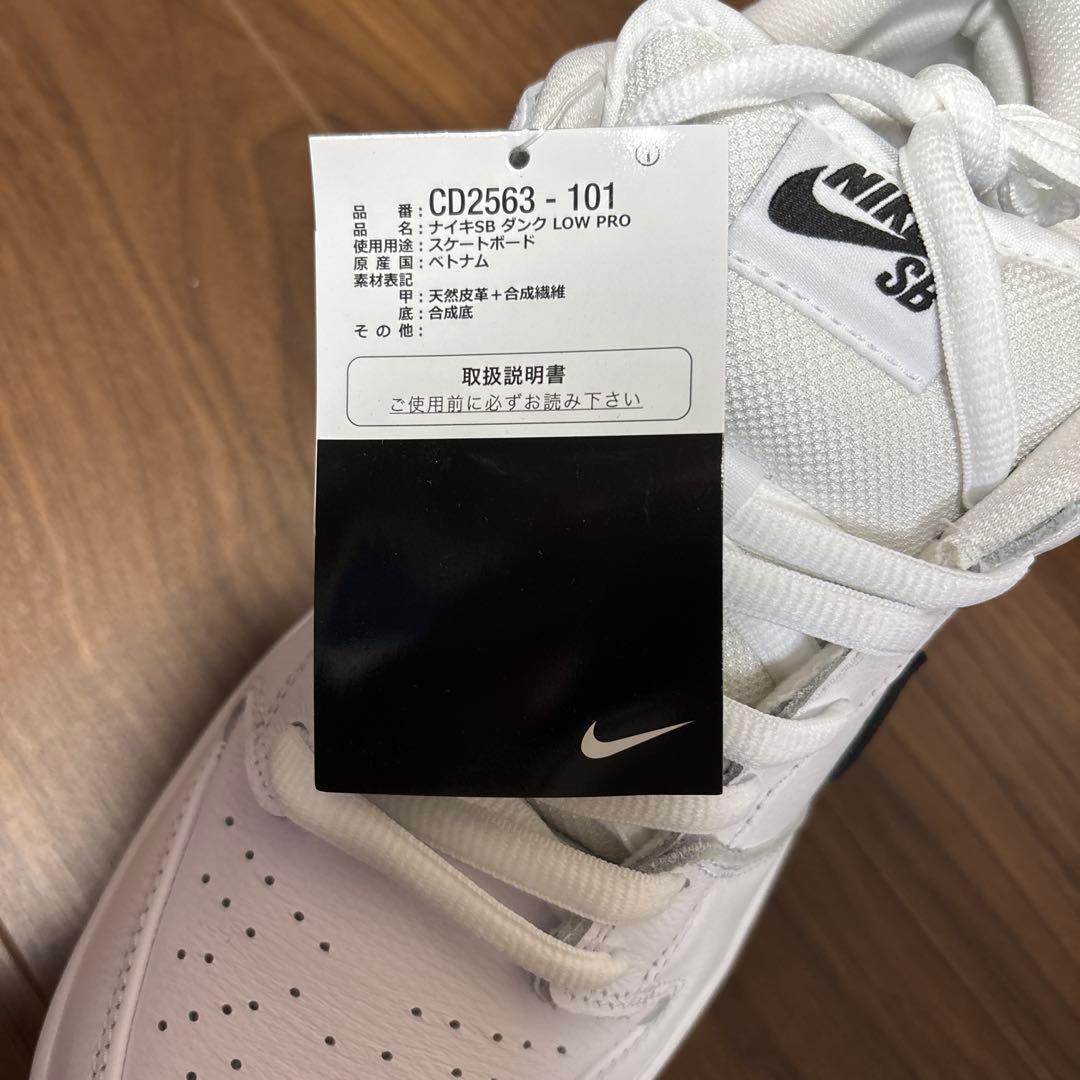 品番：CD2563 - 101
品名：ナイキSB ダンク LOW PRO
使用用途：スケートボード
原産国：ベトナム
素材表記
甲：天然皮革＋合成繊維
底：合成底
その他：
取扱説明書
ご使用前に必ずお読み下さい
NIKE
SB